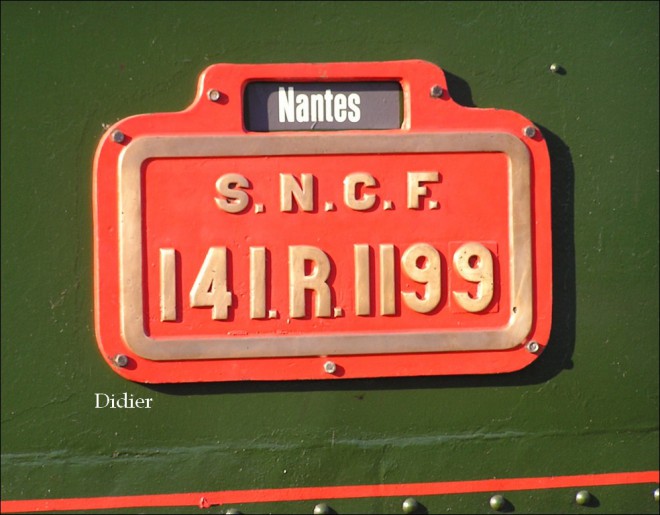 Nantes
S.N.C.F.
141.R.1199
Didier